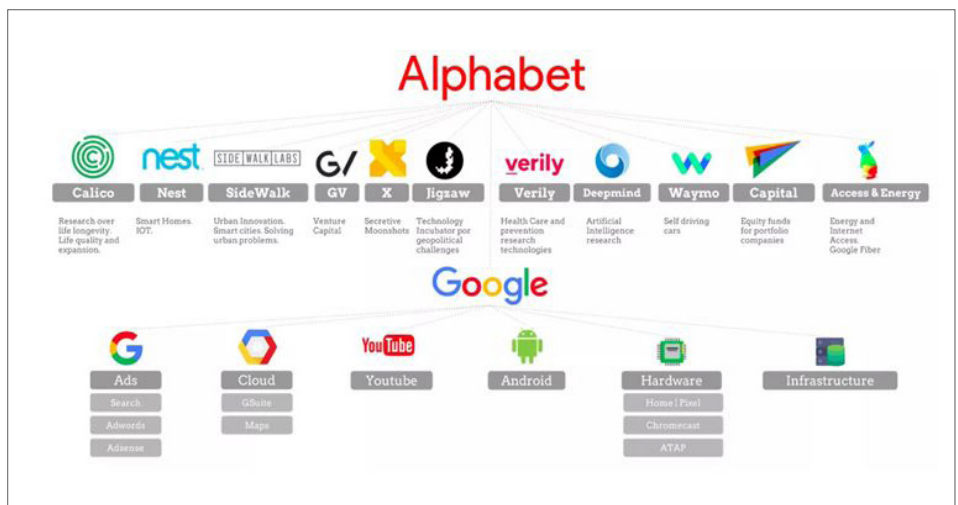 Alphabet
nest
SIDE WALK LABS
G/
verily
Calico
Nest
SideWalk
GV
X
Jigsaw
Verily
Deepmind
Waymo
Capital
Access & Energy
Research over
life longevity.
Life quality and
expansion.
Smart Homes.
IOT.
Urban Innovation.
Smart cities. Solving
urban problems.
Venture
Capital
Secretive
Moonshots
Technology
Incubator por
geopolitical
challenges
Health Care and
prevention
research
technologies
Artificial
Intelligence
research
Self driving
cars
Equity funds
for portfolio
companies
Energy and
Internet
Access.
Google Fiber
Google
G
YouTube
Ads
Cloud
Youtube
Android
Hardware
Infrastructure
Search
Adwords
Adsense
GSuite
Maps
Home | Pixel
Chromecast
ATAP